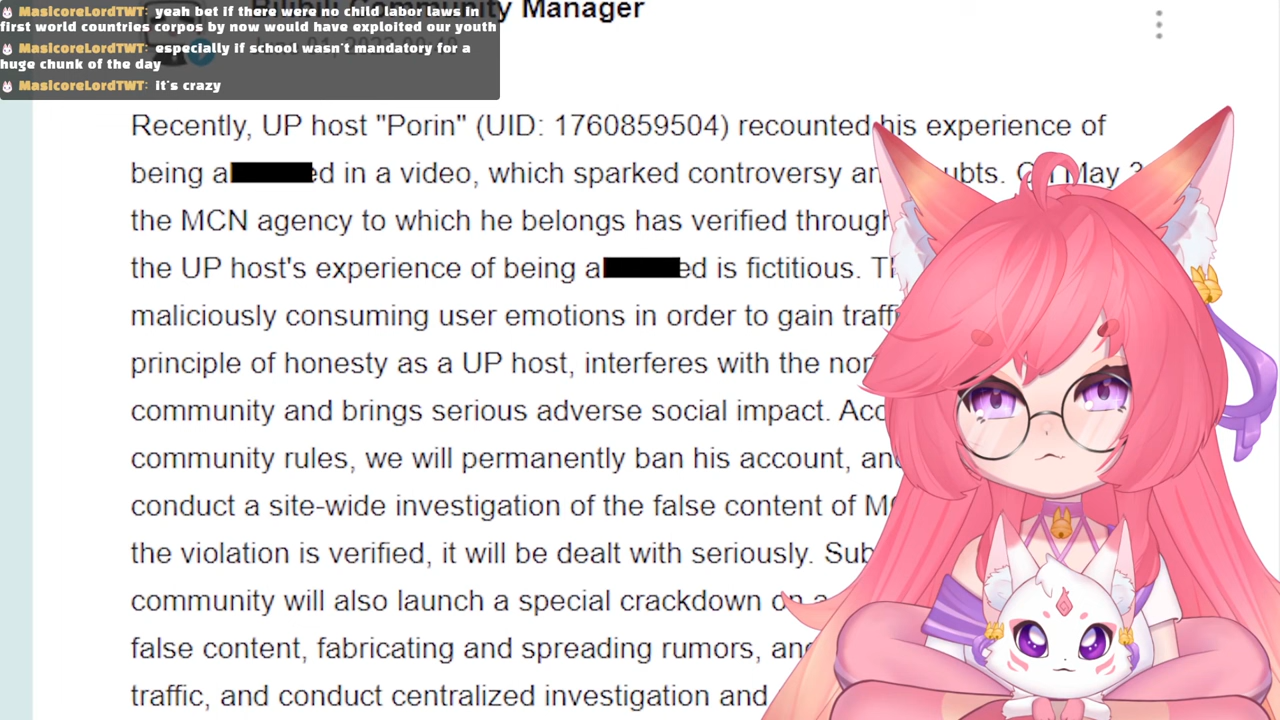 MasicoreLordTWT: yeah bet if there were no child labor laws in
first world countries corpos by now would have exploited our youth
MasicoreLordTWT: especially if school wasn't mandatory for a
huge chunk of the day
MasicoreLordTWT: It's crazy
Community Manager
Recently, UP host "Porin" (UID: 1760859504) recounted his experience of
being a ed in a video, which sparked controversy and May
the MCN agency to which he belongs has verified through
the UP host's experience of being a ed is fictitious.
maliciously consuming user emotions in order to gain
principle of honesty as a UP host, interferes with the
community and brings serious adverse social impact.
community rules, we will permanently ban his account,
conduct a site-wide investigation of the false content of
the violation is verified, it will be dealt with seriously.
community will also launch a special crackdown on
false content, fabricating and spreading rumors,
traffic, and conduct centralized investigation and